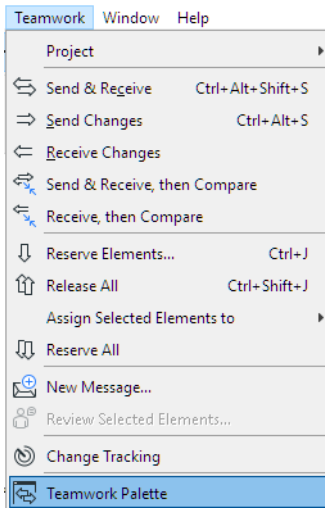 Teamwork Window Help
Project
Send & Receive Ctrl+Alt+Shift+S
Send Changes Ctrl+Alt+S
Receive Changes
Send & Receive, then Compare
Receive, then Compare
Reserve Elements... Ctrl+J
Release All Ctrl+Shift+J
Assign Selected Elements to
Reserve All
New Message...
Review Selected Elements...
Change Tracking
Teamwork Palette